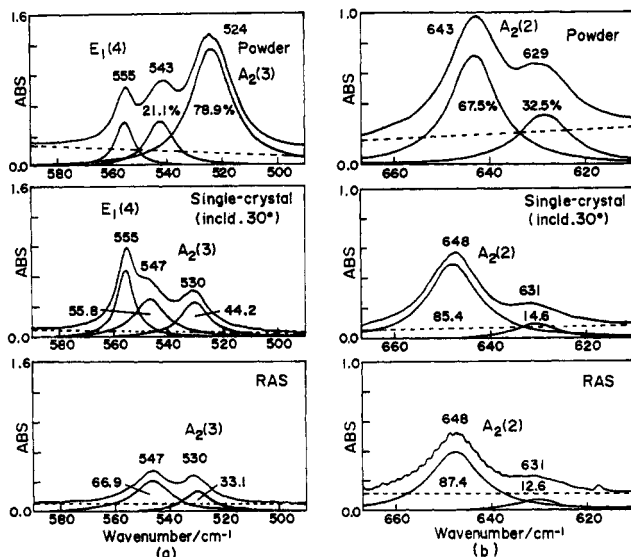 1.6
ABS
0.0
E₁(4)
524
Powder
555
543
A₂(3)
21.1%
78.9%
580
560
540
520
500
1.0
ABS
0.0
643
A₂(2)
Powder
629
67.5%
32.5%
660
640
620
1.6
ABS
0.0
E₁(4)
555
A₂(3)
547
530
55.8
44.2
580
560
540
520
500
1.0
ABS
0.0
Single-crystal
(incld.30°)
648
A₂(2)
631
85.4
14.6
660
640
620
1.6
ABS
0.0
RAS
A₂(3)
547
530
66.9
33.1
580
560
540
520
500
Wavenumber/cm⁻¹
(a)
1.0
ABS
0.0
RAS
648
A₂(2)
631
87.4
12.6
660
640
620
Wavenumber/cm⁻¹
(b)
Single-crystal
(incld.30°)